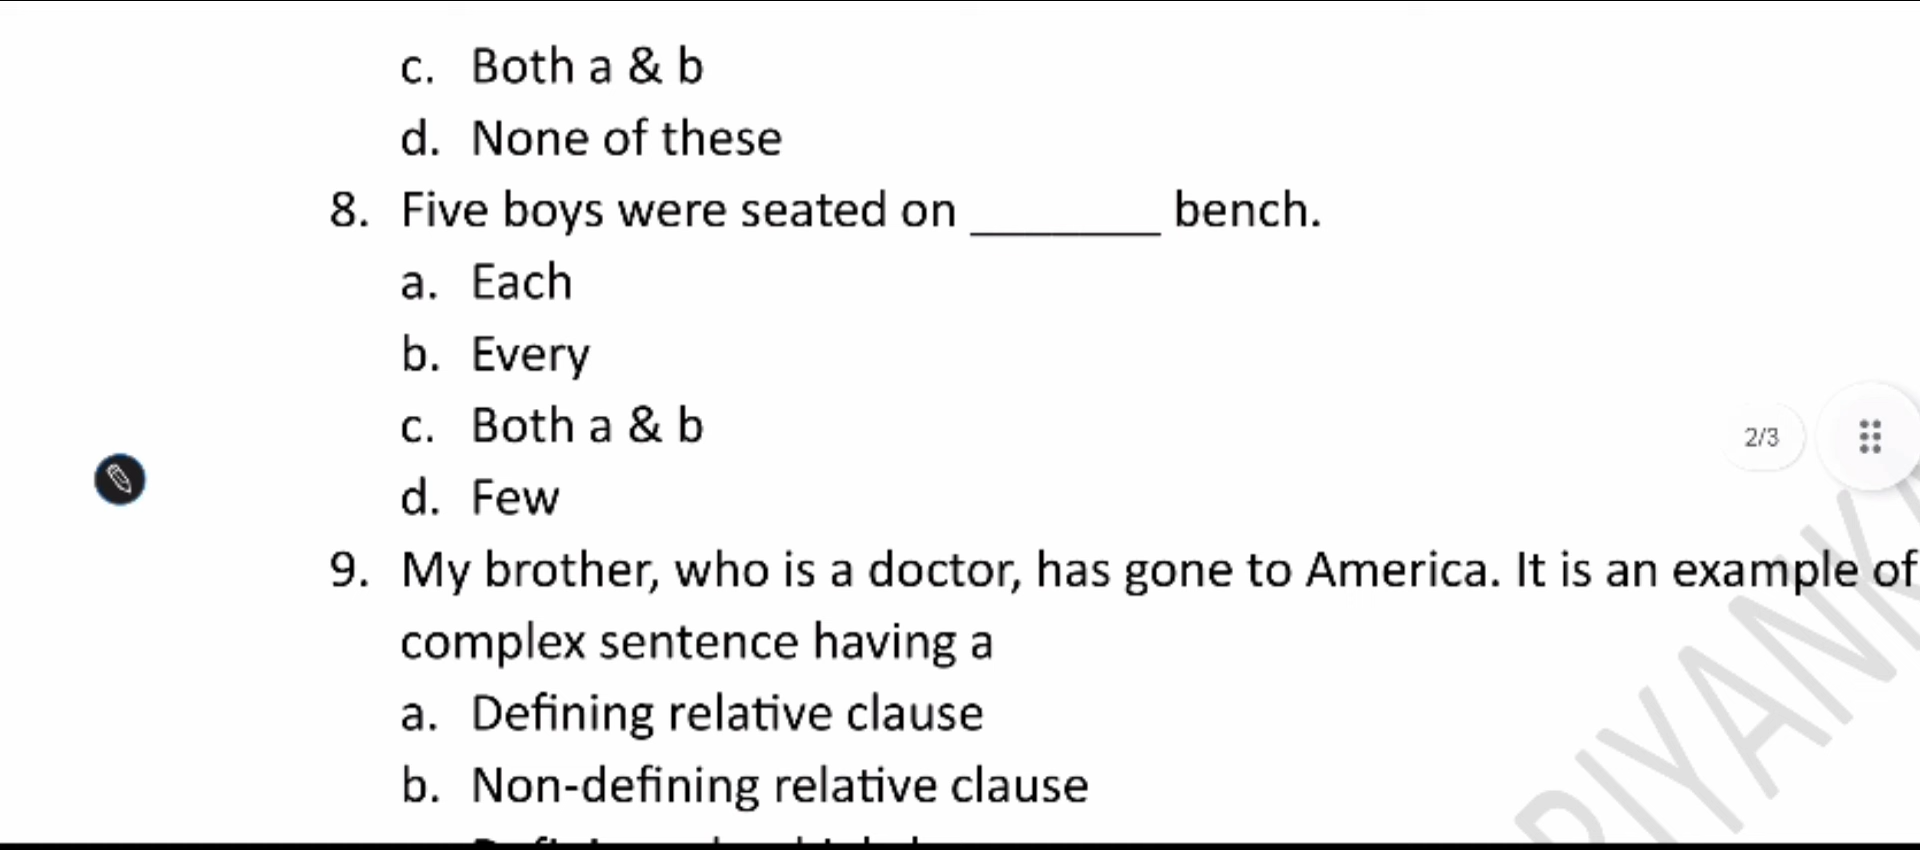 c. Both a & b
d. None of these
8. Five boys were seated on _______ bench.
a. Each
b. Every
c. Both a & b
d. Few
2/3
9. My brother, who is a doctor, has gone to America. It is an example of
complex sentence having a
a. Defining relative clause
b. Non-defining relative clause